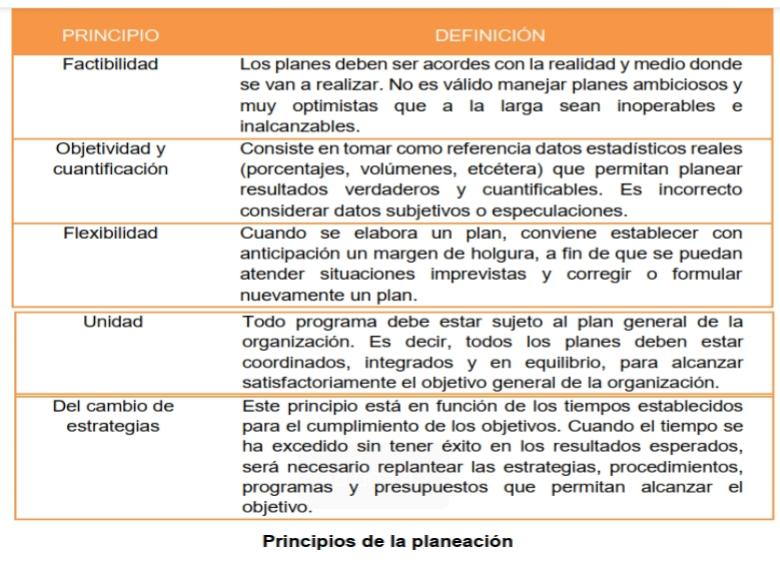 PRINCIPIO DEFINICIÓN
Factibilidad Los planes deben ser acordes con la realidad y medio donde
se van a realizar. No es válido manejar planes ambiciosos y
muy optimistas que a la larga sean inoperables e
inalcanzables.
Objetividad y Consiste en tomar como referencia datos estadísticos reales
cuantificación (porcentajes, volúmenes, etcétera) que permitan planear
resultados verdaderos y cuantificables. Es incorrecto
considerar datos subjetivos o especulaciones.
Flexibilidad Cuando se elabora un plan, conviene establecer con
anticipación un margen de holgura, a fin de que se puedan
atender situaciones imprevistas y corregir o formular
nuevamente un plan.
Unidad Todo programa debe estar sujeto al plan general de la
organización. Es decir, todos los planes deben estar
coordinados, integrados y en equilibrio, para alcanzar
satisfactoriamente el objetivo general de la organización.
Del cambio de Este principio está en función de los tiempos establecidos
estrategias para el cumplimiento de los objetivos. Cuando el tiempo se
ha excedido sin tener éxito en los resultados esperados,
será necesario replantear las estrategias, procedimientos,
programas y presupuestos que permitan alcanzar el
objetivo.
Principios de la planeación